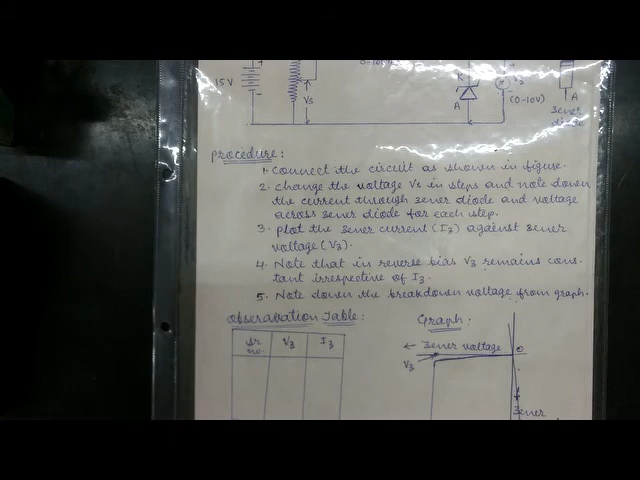 15V
Vs
K
A
(0-10V)
A
zener
diode
Procedure:
1. Connect the circuit as shown in figure.
2. Change the voltage Vs in steps and note down
the current through zener diode and voltage
across zener diode for each step.
3. Plot the zener current (Iz) against zener
voltage (Vz).
4. Note that in reverse bias Vz remains cons-
tant irrespective of Iz.
5. Note down the breakdown voltage from graph.
Obseravation Table:
Sr. no. Vz Iz
Graph:
← Zener voltage
O
Vz
Zener